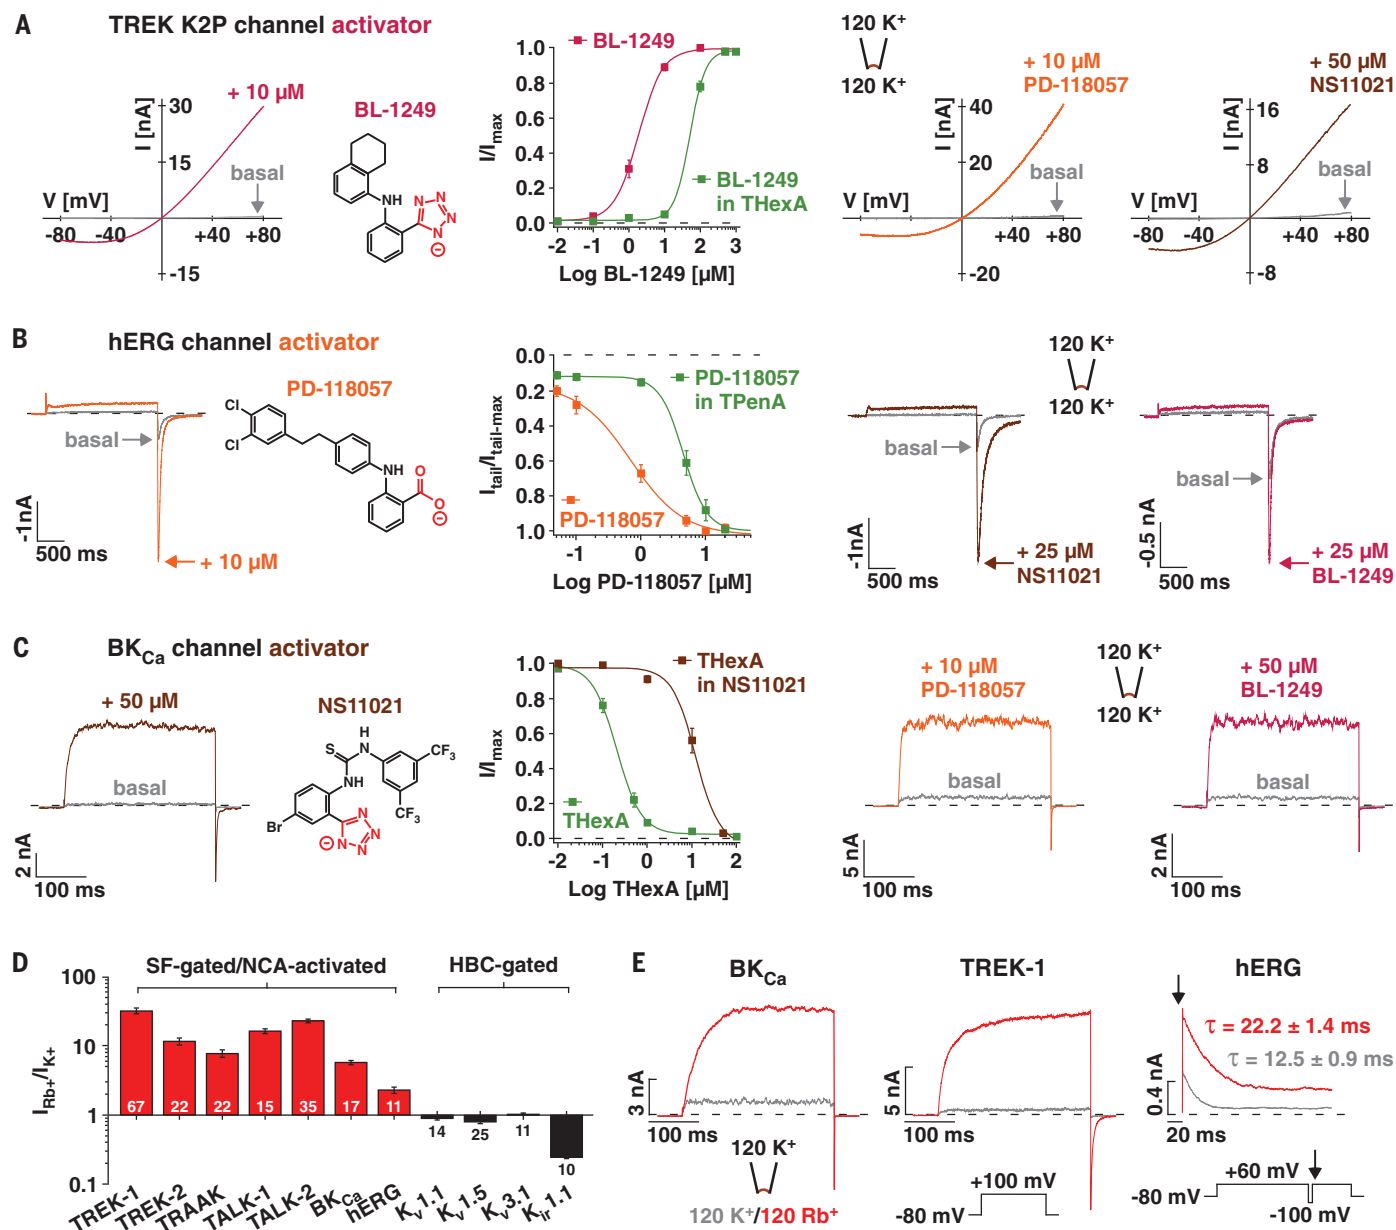 A
TREK K2P channel activator
I [nA]
30
15
-15
V [mV]
-80
-40
+40
+80
+ 10 µM
basal
BL-1249
NH
N
N
N
N
⊖
I/Imax
1.0
0.8
0.6
0.4
0.2
0.0
-2
-1
0
1
2
3
Log BL-1249 [µM]
BL-1249
BL-1249
in THexA
120 K+
120 K+
+ 10 µM
PD-118057
I [nA]
40
20
-20
V [mV]
+40
+80
basal
+ 50 µM
NS11021
I [nA]
16
8
-8
V [mV]
-80
-40
+40
+80
basal
B
hERG channel activator
PD-118057
basal
-1nA
500 ms
+ 10 µM
Cl
Cl
NH
O
O
⊖
Itail/Itail-max
0.0
0.2
0.4
0.6
0.8
1.0
-1
0
1
Log PD-118057 [µM]
PD-118057
in TPenA
PD-118057
120 K+
120 K+
basal
-1nA
500 ms
+ 25 µM
NS11021
basal
-0.5 nA
500 ms
+ 25 µM
BL-1249
C
BKCa channel activator
+ 50 µM
basal
2 nA
100 ms
NS11021
H
N
S
NH
CF3
CF3
Br
N
N
N
N
⊖
I/Imax
1.0
0.8
0.6
0.4
0.2
0.0
-2
-1
0
1
2
Log THexA [µM]
THexA
in NS11021
THexA
+ 10 µM
PD-118057
basal
5 nA
100 ms
120 K+
120 K+
+ 50 µM
BL-1249
basal
2 nA
100 ms
D
SF-gated/NCA-activated
HBC-gated
IRb+/IK+
100
10
1
0.1
67
22
22
15
35
17
11
14
25
11
10
TREK-1
TREK-2
TRAAK
TALK-1
TALK-2
BKCa
hERG
Kv1.1
Kv1.5
Kv3.1
Kir1.1
E
BKCa
3 nA
100 ms
120 K+
120 K+/120 Rb+
TREK-1
5 nA
100 ms
+100 mV
-80 mV
hERG
τ = 22.2 ± 1.4 ms
τ = 12.5 ± 0.9 ms
0.4 nA
20 ms
+60 mV
-80 mV
-100 mV